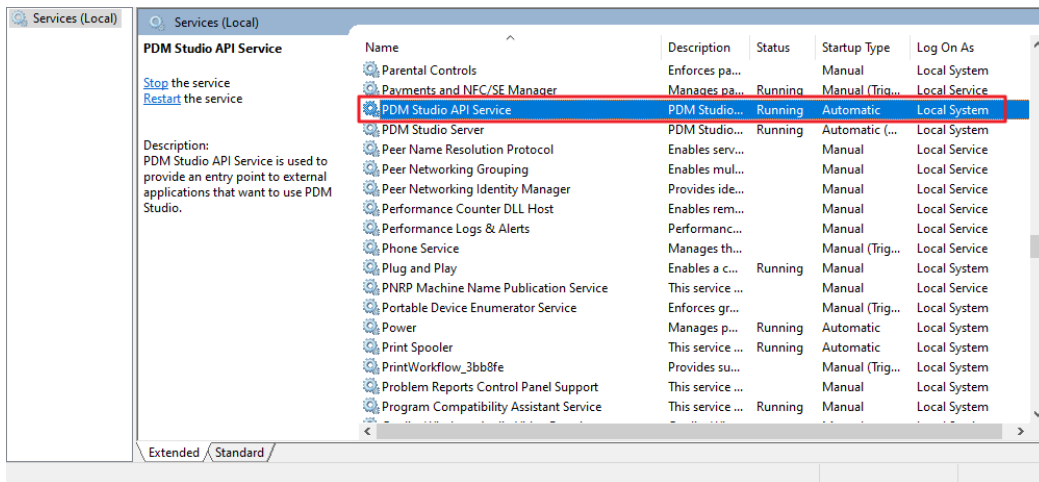 Services (Local)
Services (Local)
PDM Studio API Service
Stop the service
Restart the service
Description:
PDM Studio API Service is used to
provide an entry point to external
applications that want to use PDM
Studio.
Name Description Status Startup Type Log On As
Parental Controls Enforces pa... Manual Local System
Payments and NFC/SE Manager Manages pa... Running Manual (Trig... Local Service
PDM Studio API Service PDM Studio... Running Automatic Local System
PDM Studio Server PDM Studio... Running Automatic (... Local System
Peer Name Resolution Protocol Enables serv... Manual Local Service
Peer Networking Grouping Enables mul... Manual Local Service
Peer Networking Identity Manager Provides ide... Manual Local Service
Performance Counter DLL Host Enables rem... Manual Local Service
Performance Logs & Alerts Performanc... Manual Local Service
Phone Service Manages th... Manual (Trig... Local Service
Plug and Play Enables a c... Running Manual Local System
PNRP Machine Name Publication Service This service ... Manual Local Service
Portable Device Enumerator Service Enforces gr... Manual (Trig... Local System
Power Manages p... Running Automatic Local System
Print Spooler This service ... Running Automatic Local System
PrintWorkflow_3bb8fe Provides su... Manual (Trig... Local System
Problem Reports Control Panel Support This service ... Manual Local System
Program Compatibility Assistant Service This service ... Running Manual Local System
Extended Standard